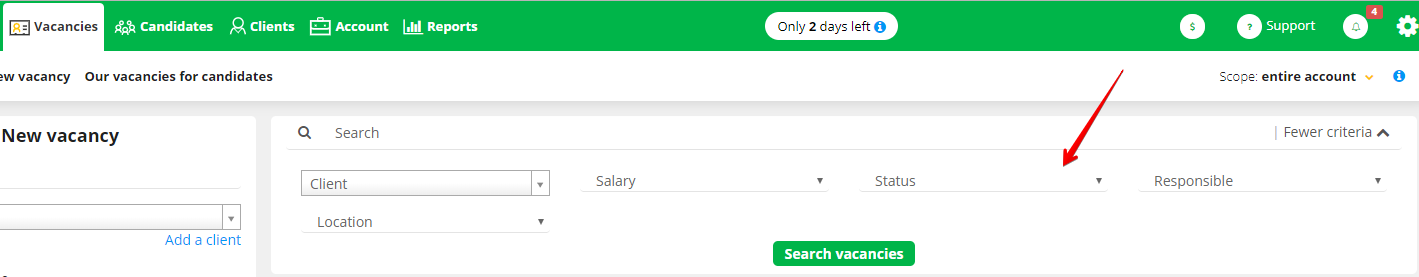 Vacancies Candidates Clients Account Reports Only 2 days left $ ? Support 4
ew vacancy Our vacancies for candidates Scope: entire account
New vacancy
Search | Fewer criteria
Client Salary Status Responsible
Location
Add a client
Search vacancies